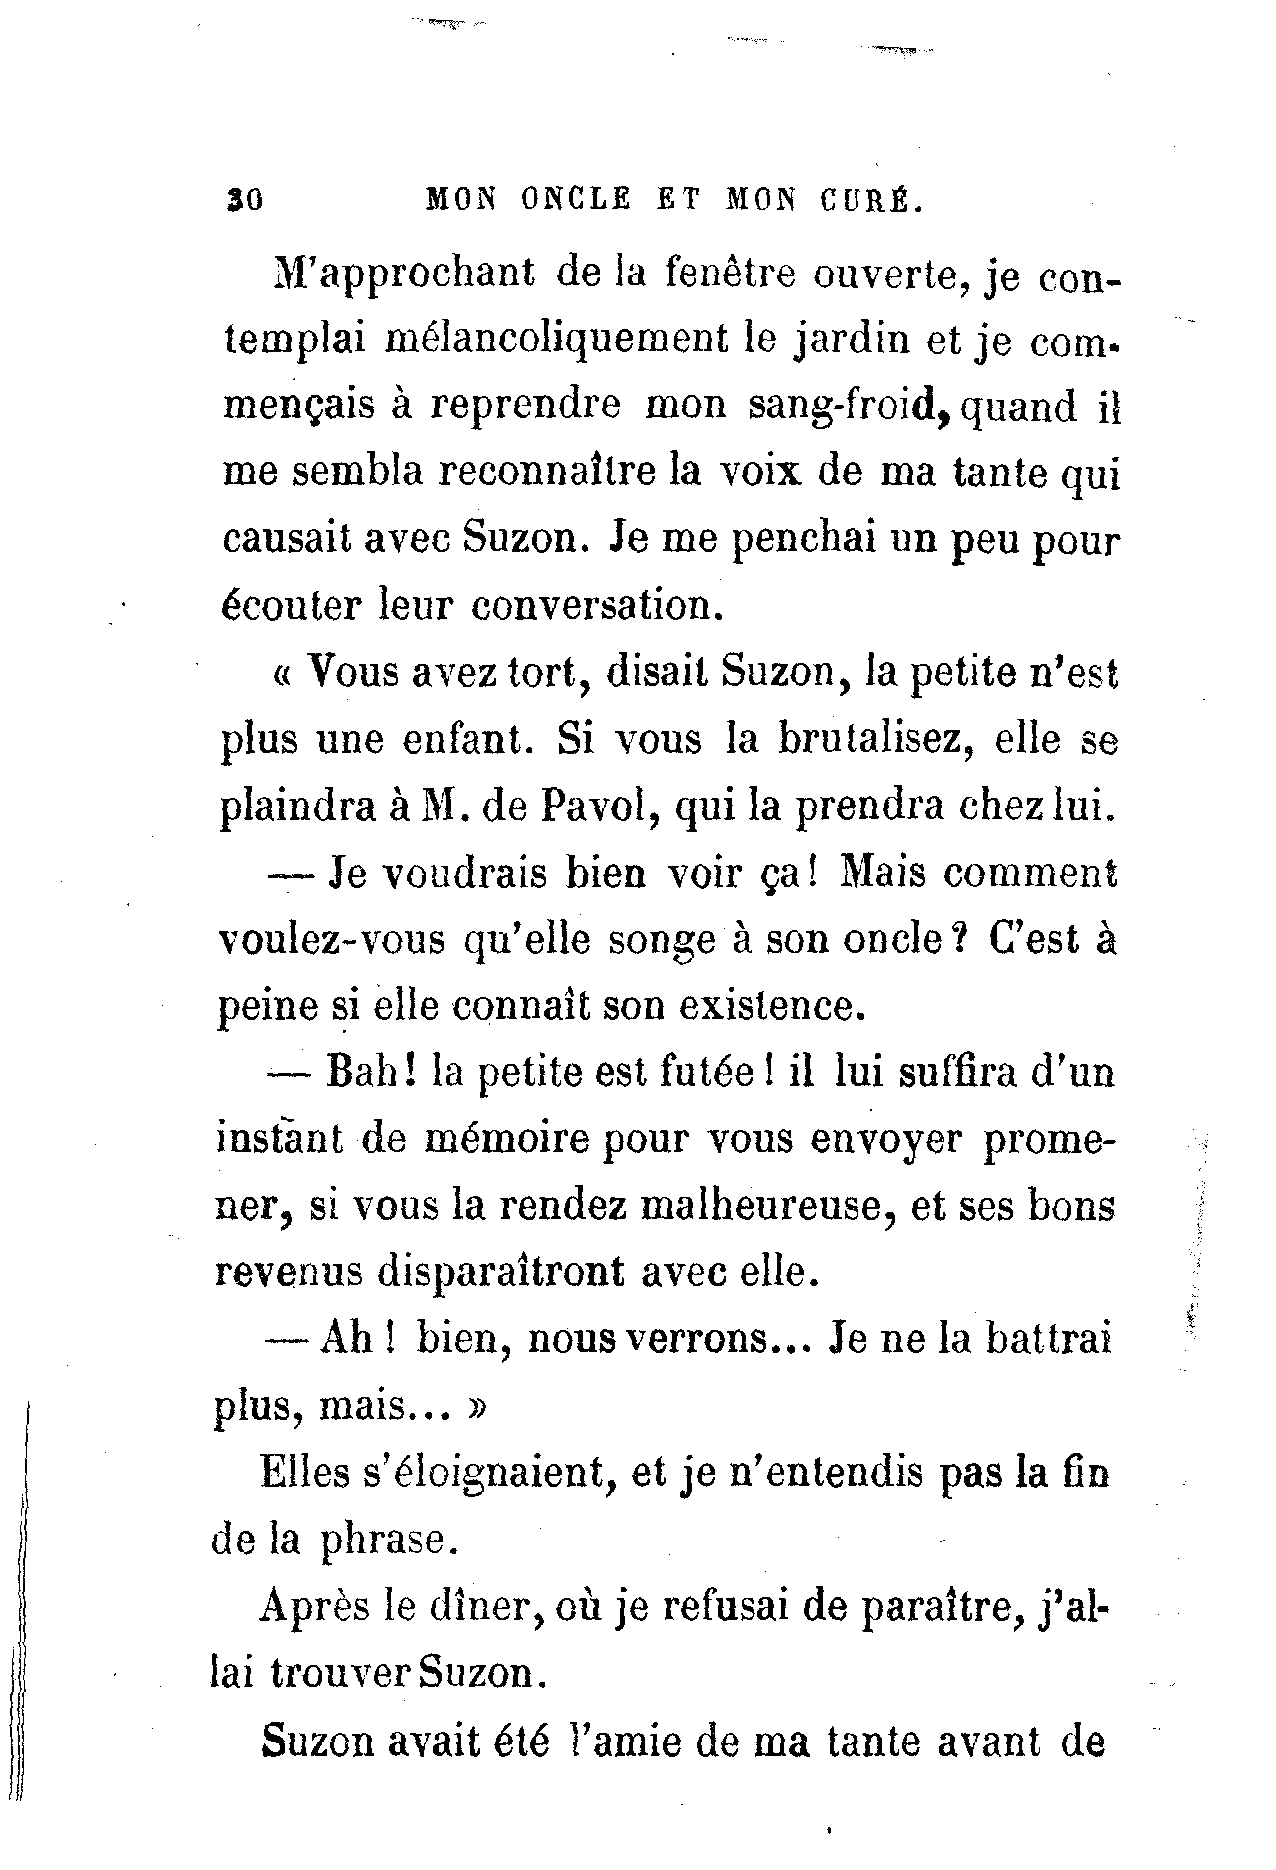 30 MON ONCLE ET MON CURÉ.
M'approchant de la fenêtre ouverte, je con-
templai mélancoliquement le jardin et je com-
mençais à reprendre mon sang-froid, quand il
me sembla reconnaître la voix de ma tante qui
causait avec Suzon. Je me penchai un peu pour
écouter leur conversation.
« Vous avez tort, disait Suzon, la petite n'est
plus une enfant. Si vous la brutalisez, elle se
plaindra à M. de Pavol, qui la prendra chez lui.
— Je voudrais bien voir ça! Mais comment
voulez-vous qu'elle songe à son oncle? C'est à
peine si elle connaît son existence.
— Bah! la petite est futée! il lui suffira d'un
instant de mémoire pour vous envoyer prome-
ner, si vous la rendez malheureuse, et ses bons
revenus disparaîtront avec elle.
— Ah! bien, nous verrons... Je ne la battrai
plus, mais... »
Elles s'éloignaient, et je n'entendis pas la fin
de la phrase.
Après le dîner, où je refusai de paraître, j'al-
lai trouver Suzon.
Suzon avait été l'amie de ma tante avant de